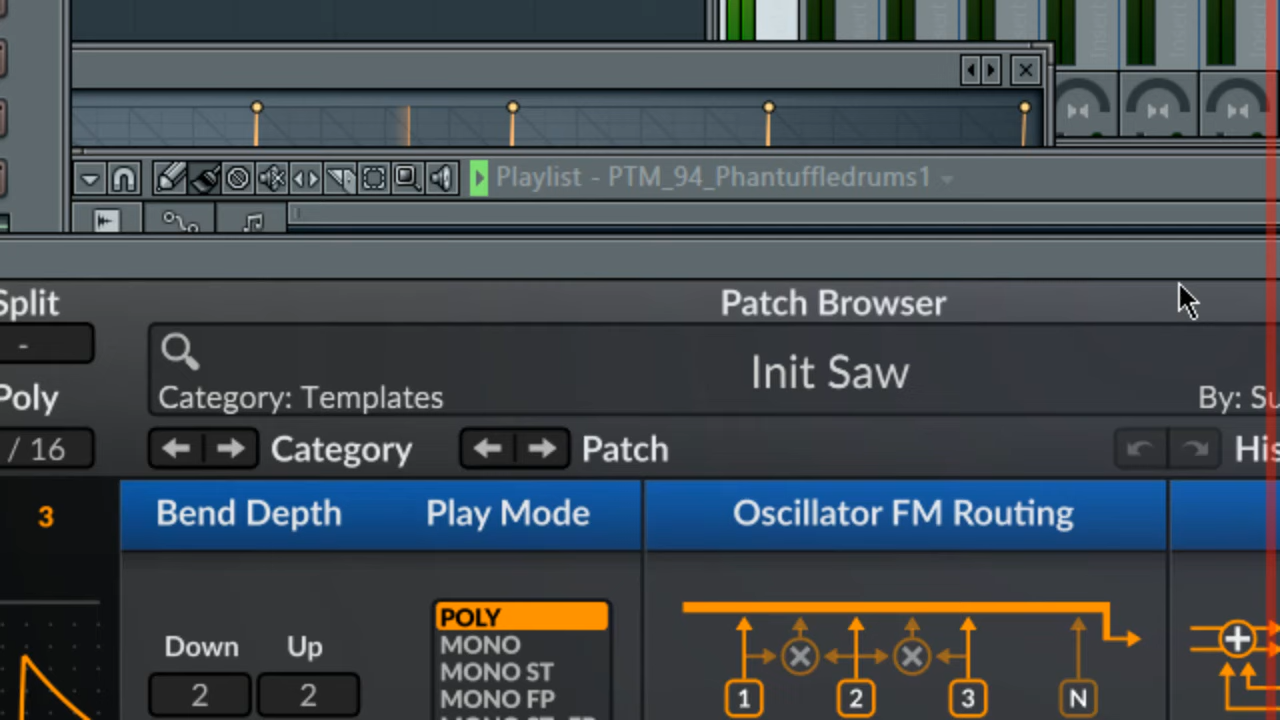 Playlist - PTM_94_Phantuffledrums1
Split
Patch Browser
-
Init Saw
Category: Templates
By: Su
Poly
/ 16
Category
Patch
His
3
Bend Depth
Play Mode
Oscillator FM Routing
POLY
Down
Up
MONO
MONO ST
2
2
MONO FP
1
2
3
N